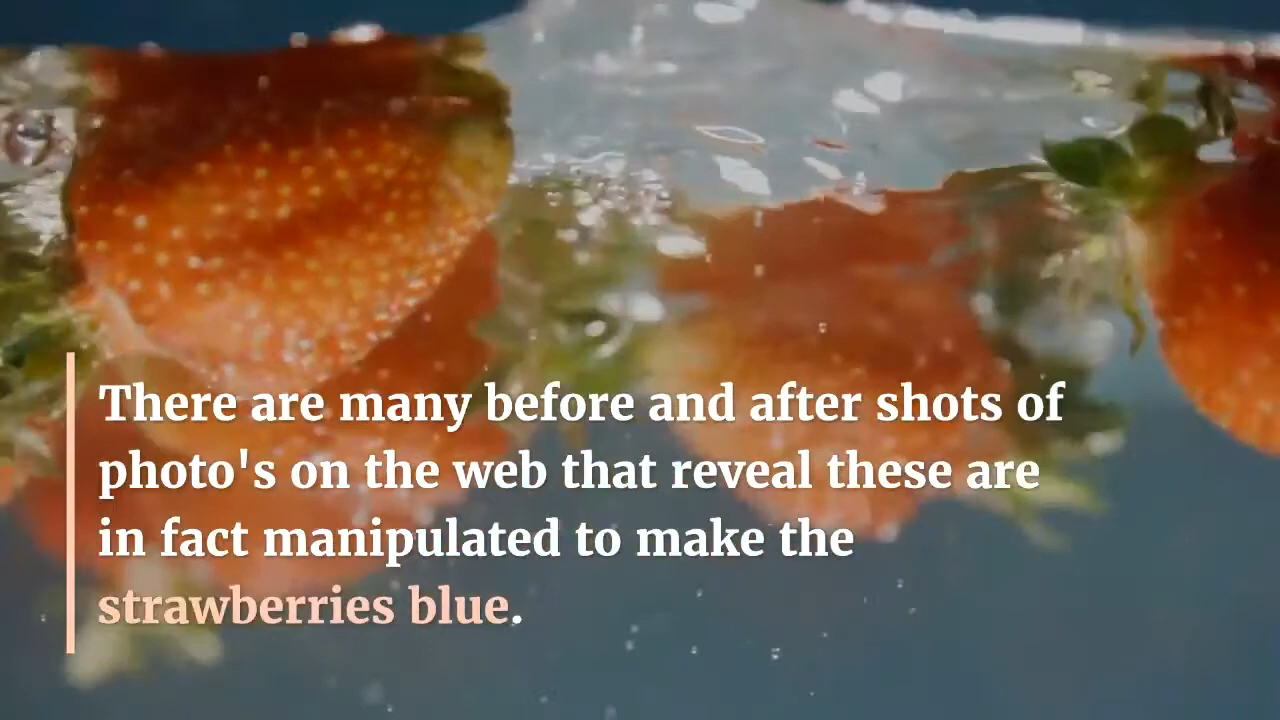 There are many before and after shots of
photo's on the web that reveal these are
in fact manipulated to make the
strawberries blue.